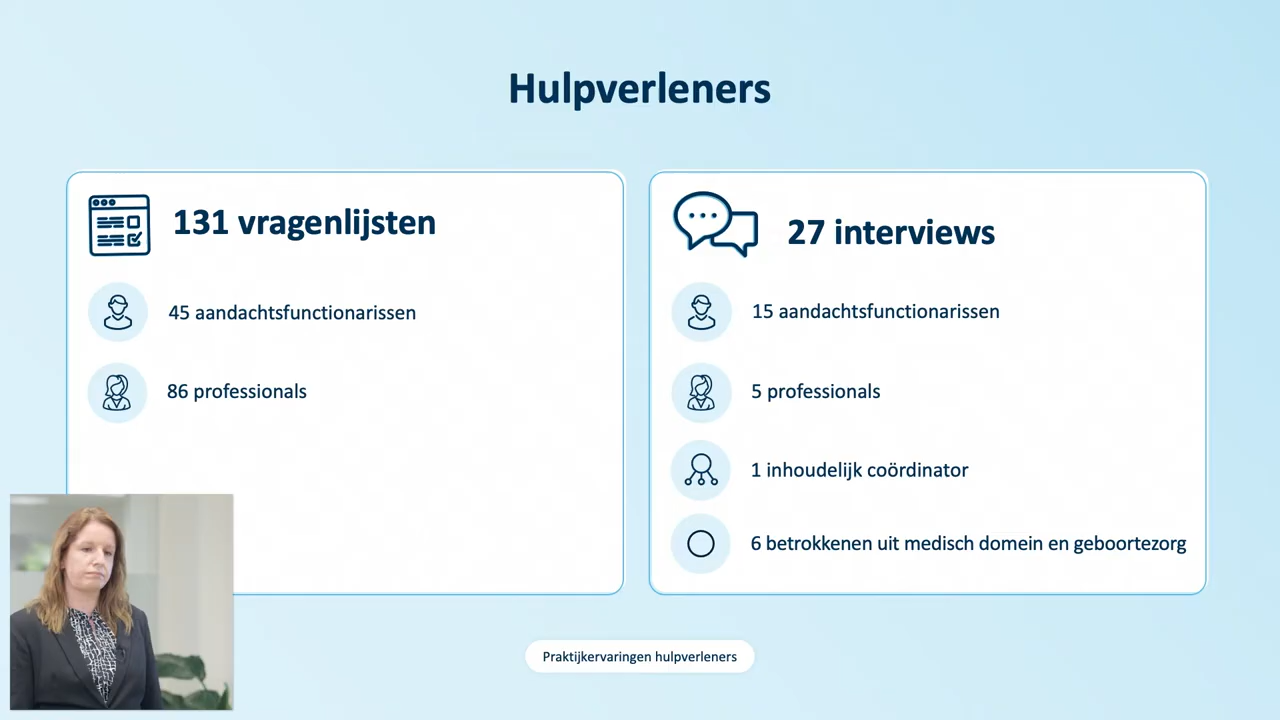 Hulpverleners
131 vragenlijsten
45 aandachtsfunctionarissen
86 professionals
27 interviews
15 aandachtsfunctionarissen
5 professionals
1 inhoudelijk coördinator
6 betrokkenen uit medisch domein en geboortezorg
Praktijkervaringen hulpverleners